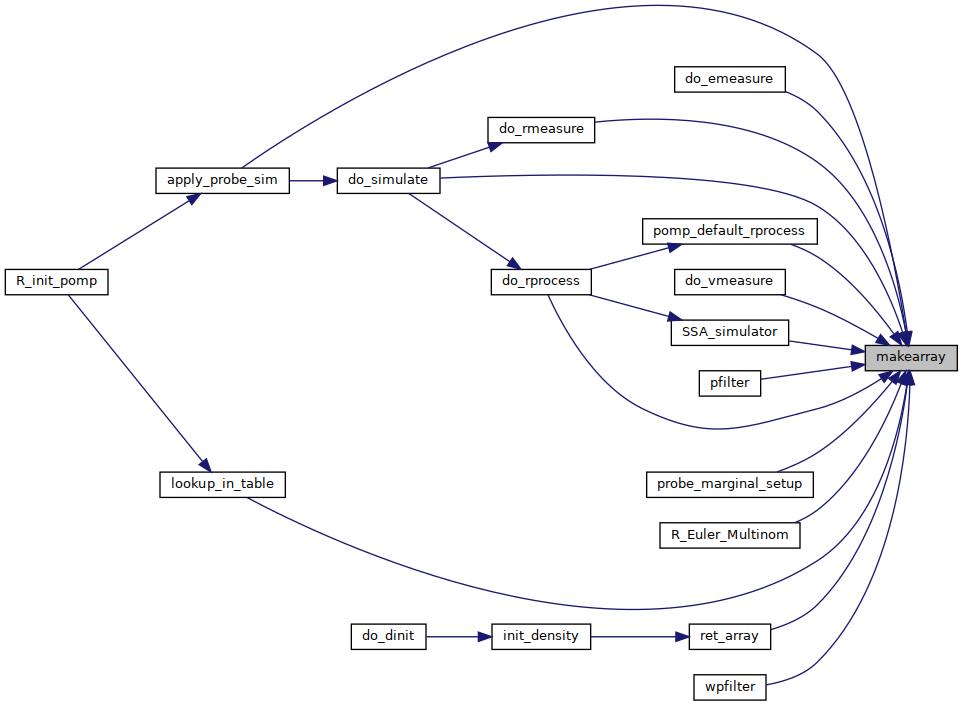 do_emeasure
do_rmeasure
apply_probe_sim
do_simulate
pomp_default_rprocess
R_init_pomp
do_rprocess
do_vmeasure
SSA_simulator
makearray
pfilter
lookup_in_table
probe_marginal_setup
R_Euler_Multinom
do_dinit
init_density
ret_array
wpfilter